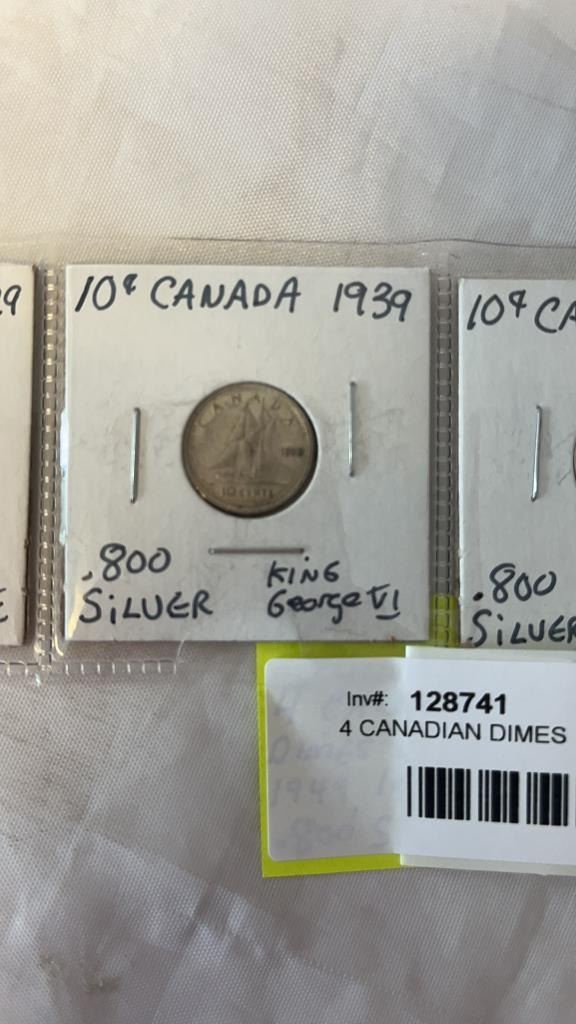 10¢ CANADA 1939
CANADA
10 CENTS
.800
SILVER
KING
George VI
9
10¢ CA
.800
SILVER
Inv#: 128741
4 CANADIAN DIMES